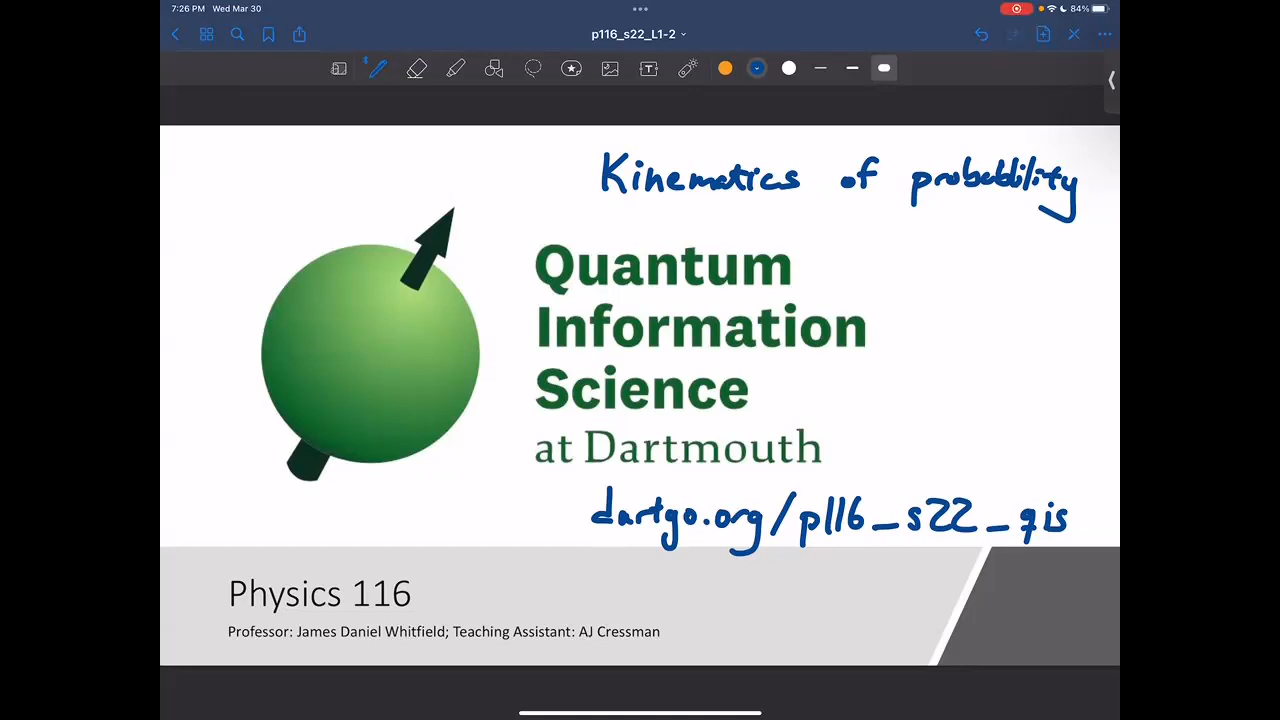 7:26 PM Wed Mar 30
84%
p116_s22_L1-2
Kinematics of probability
Quantum
Information
Science
at Dartmouth
dartgo.org/p116_s22_qis
Physics 116
Professor: James Daniel Whitfield; Teaching Assistant: AJ Cressman